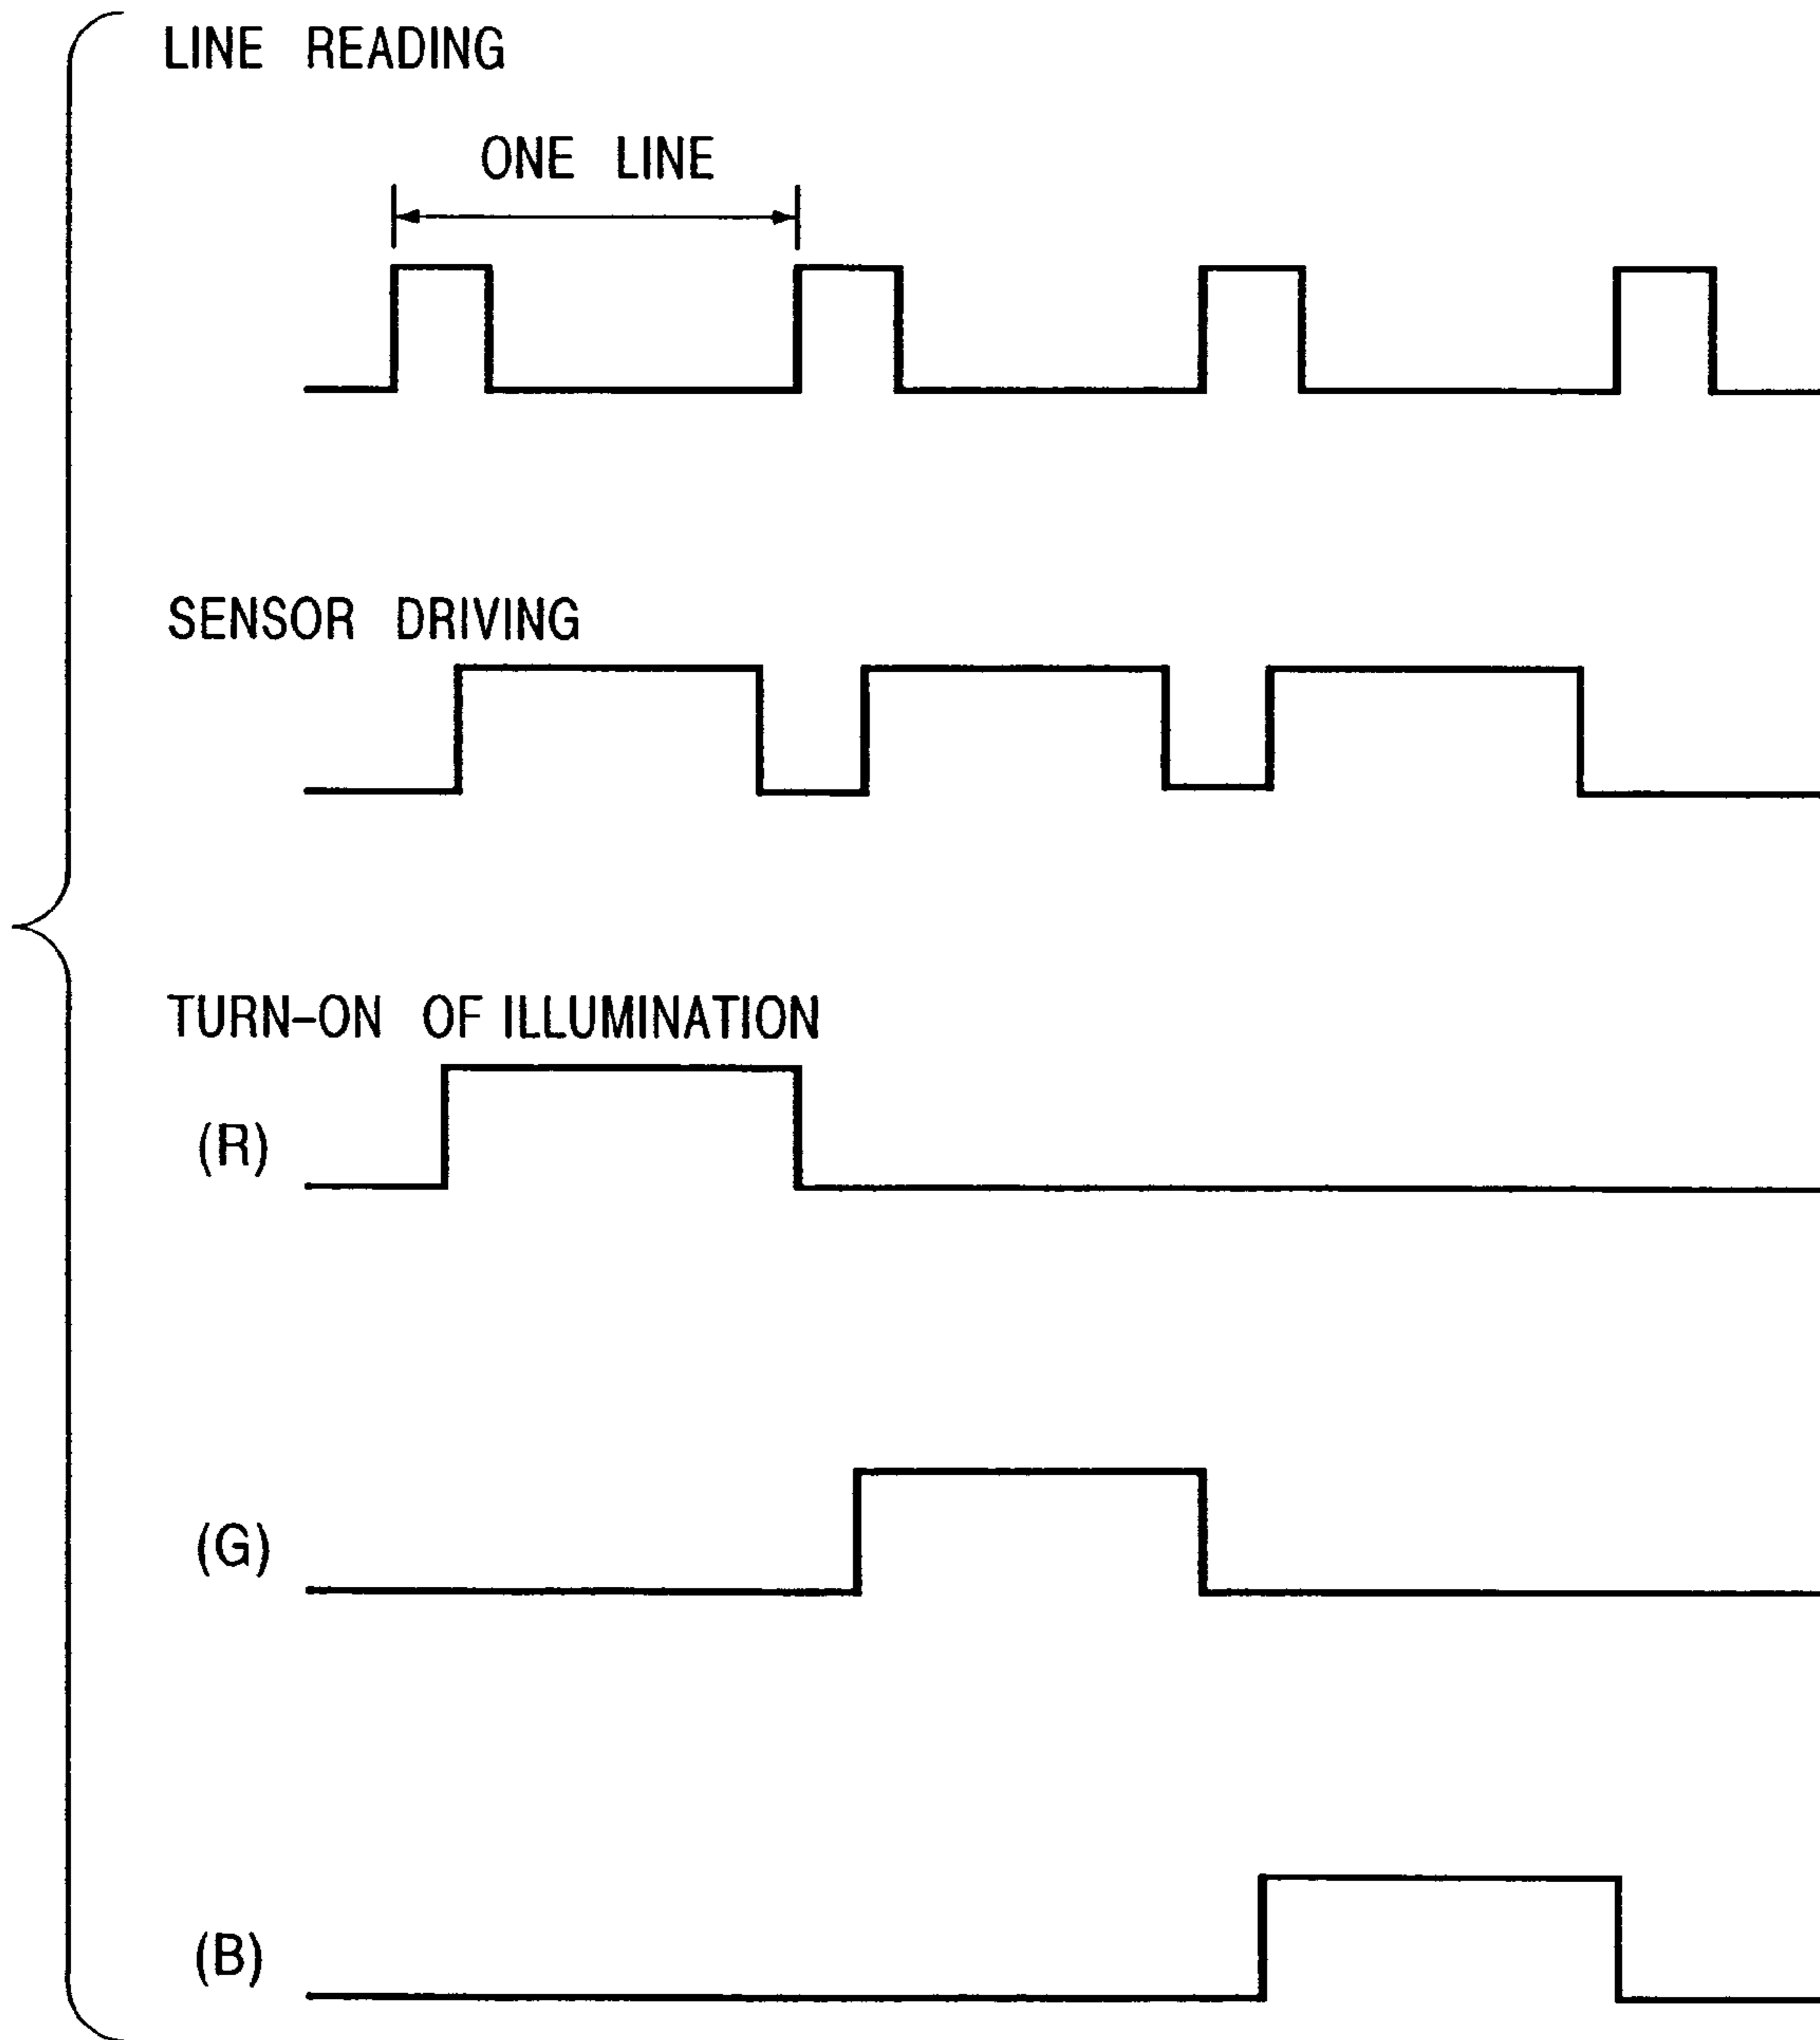 LINE READING
ONE LINE
SENSOR DRIVING
TURN-ON OF ILLUMINATION
(R)
(G)
(B)